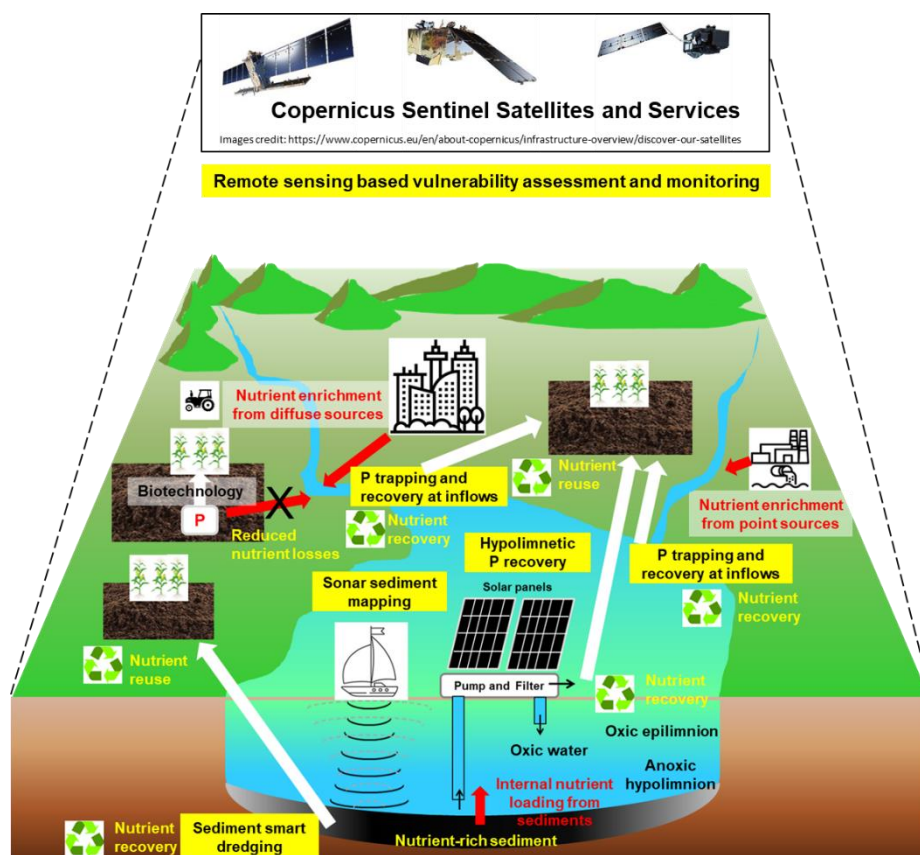 Copernicus Sentinel Satellites and Services
Images credit: https://www.copernicus.eu/en/about-copernicus/infrastructure-overview/discover-our-satellites
Remote sensing based vulnerability assessment and monitoring
Nutrient enrichment
from diffuse sources
Biotechnology
P
X
Reduced
nutrient losses
P trapping and
recovery at inflows
Nutrient
recovery
Nutrient
reuse
Nutrient enrichment
from point sources
P trapping and
recovery at inflows
Nutrient
recovery
Hypolimnetic
P recovery
Solar panels
Sonar sediment
mapping
Nutrient
reuse
Pump and Filter
Nutrient
recovery
Oxic water
Oxic epilimnion
Anoxic
hypolimnion
Internal nutrient
loading from
sediments
Nutrient-rich sediment
Nutrient
recovery
Sediment smart
dredging